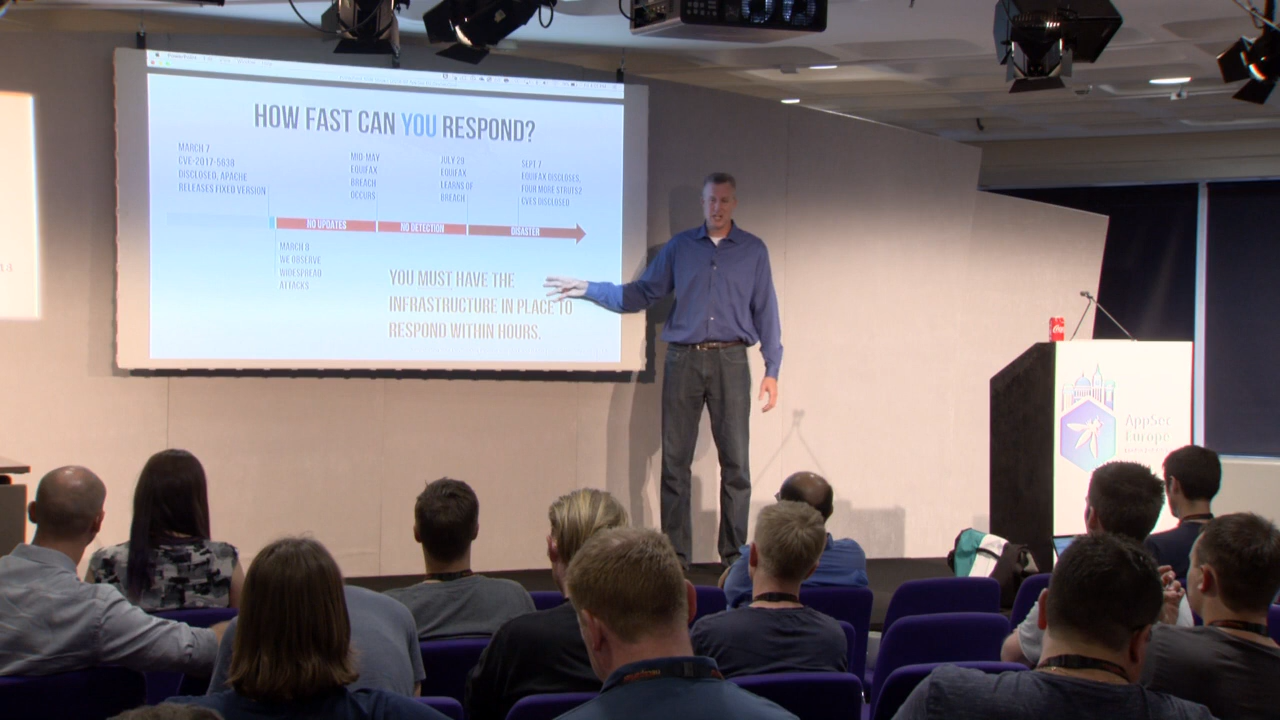 HOW FAST CAN YOU RESPOND?
MARCH 7
CVE-2017-5638
DISCLOSED, APACHE
RELEASES FIXED VERSION
MID-MAY
EQUIFAX
BREACH
OCCURS
JULY 29
EQUIFAX
LEARNS OF
BREACH
SEPT 7
EQUIFAX DISCLOSES,
FOUR MORE STRUTS2
CVES DISCLOSED
NO UPDATES
NO DETECTION
DISASTER
MARCH 8
WE OBSERVE
WIDESPREAD
ATTACKS
YOU MUST HAVE THE
INFRASTRUCTURE IN PLACE TO
RESPOND WITHIN HOURS.
AppSec
Europe